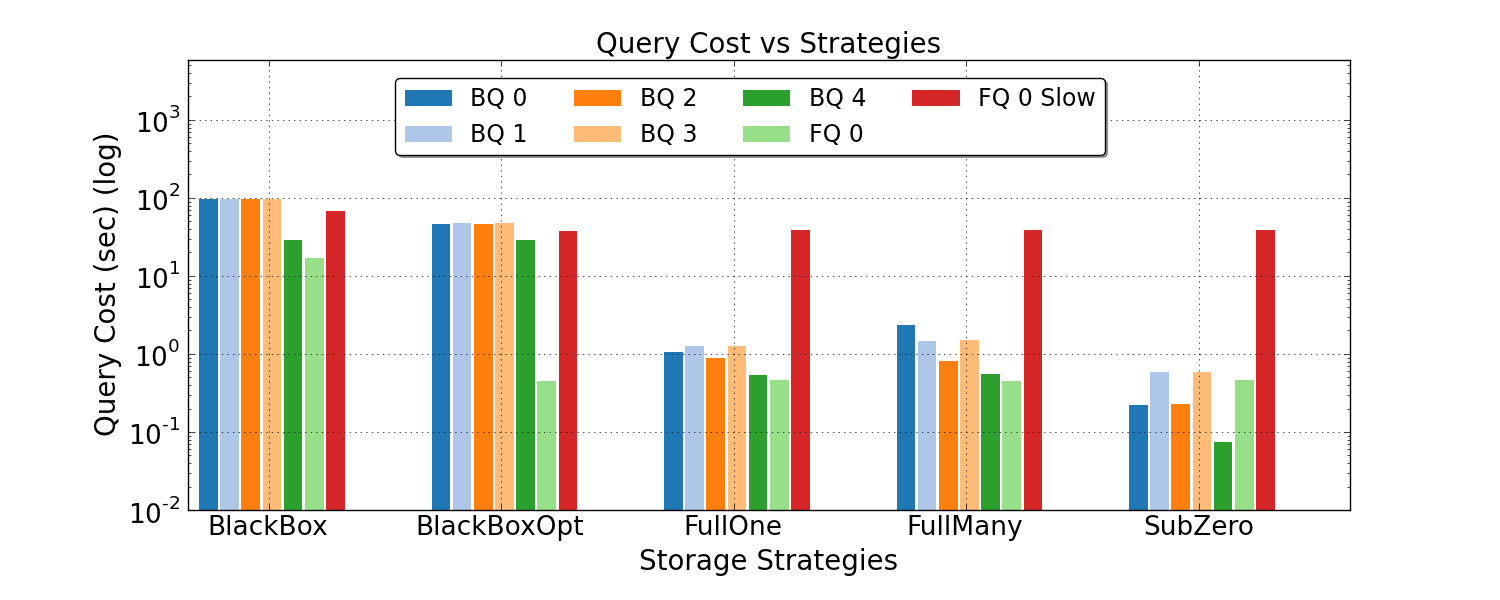 Query Cost vs Strategies
BQ 0 BQ 2 BQ 4 FQ 0 Slow
BQ 1 BQ 3 FQ 0
Query Cost (sec) (log)
10^3
10^2
10^1
10^0
10^-1
10^-2
BlackBox BlackBoxOpt FullOne FullMany SubZero
Storage Strategies